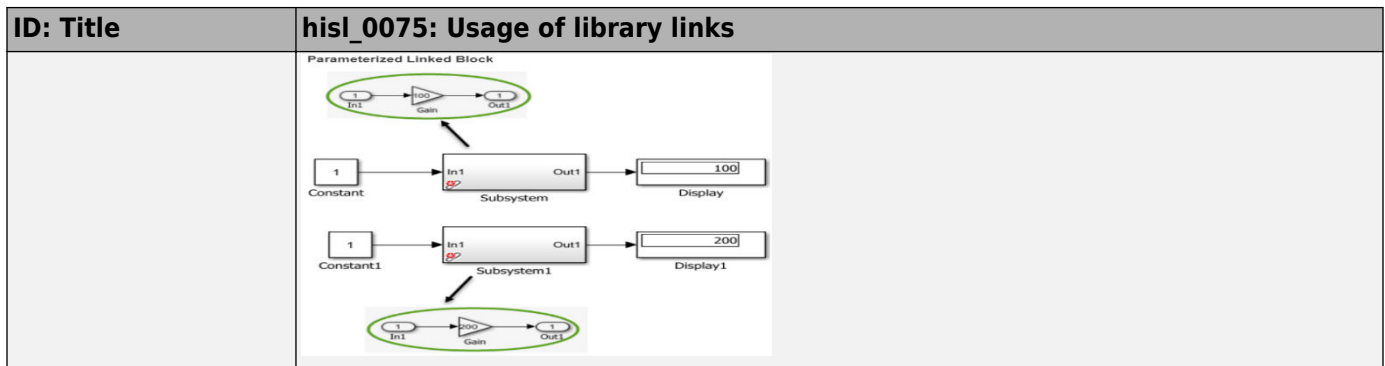 ID: Title
hisl_0075: Usage of library links
Parameterized Linked Block
1
100
1
In1
Gain
Out1
1
In1
Out1
100
Constant
Subsystem
Display
1
In1
Out1
200
Constant1
Subsystem1
Display1
1
200
1
In1
Gain
Out1